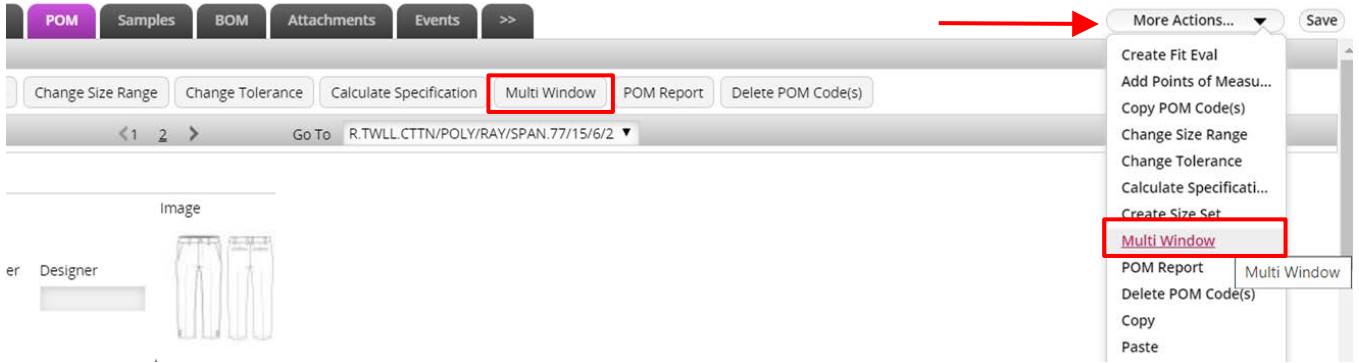 POM Samples BOM Attachments Events >> More Actions... Save
Change Size Range Change Tolerance Calculate Specification Multi Window POM Report Delete POM Code(s)
<1 2 > Go To R.TWLL.CTTN/POLY/RAY/SPAN.77/15/6/2
Image
er Designer
Create Fit Eval
Add Points of Measu...
Copy POM Code(s)
Change Size Range
Change Tolerance
Calculate Specificati...
Create Size Set
Multi Window
POM Report
Multi Window
Delete POM Code(s)
Copy
Paste